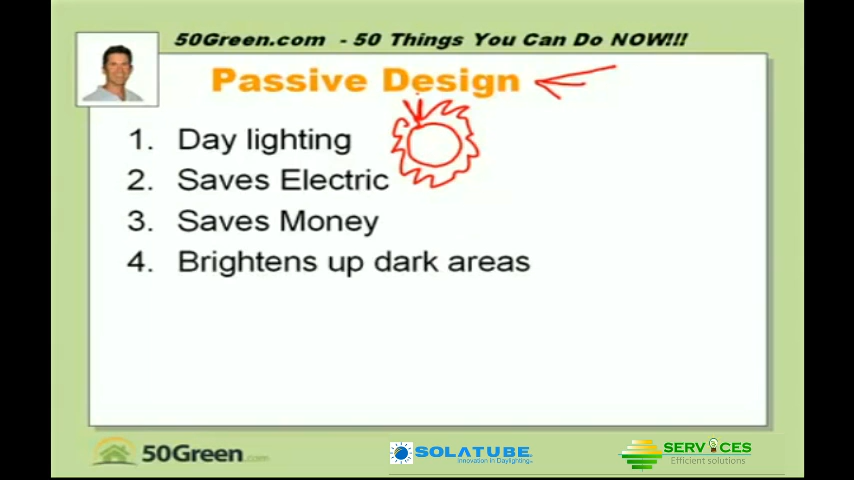 50Green.com - 50 Things You Can Do NOW!!!
Passive Design
1. Day lighting
2. Saves Electric
3. Saves Money
4. Brightens up dark areas
50Green.com
SOLATUBE
Innovation in Daylighting.
SERVICES
Efficient solutions